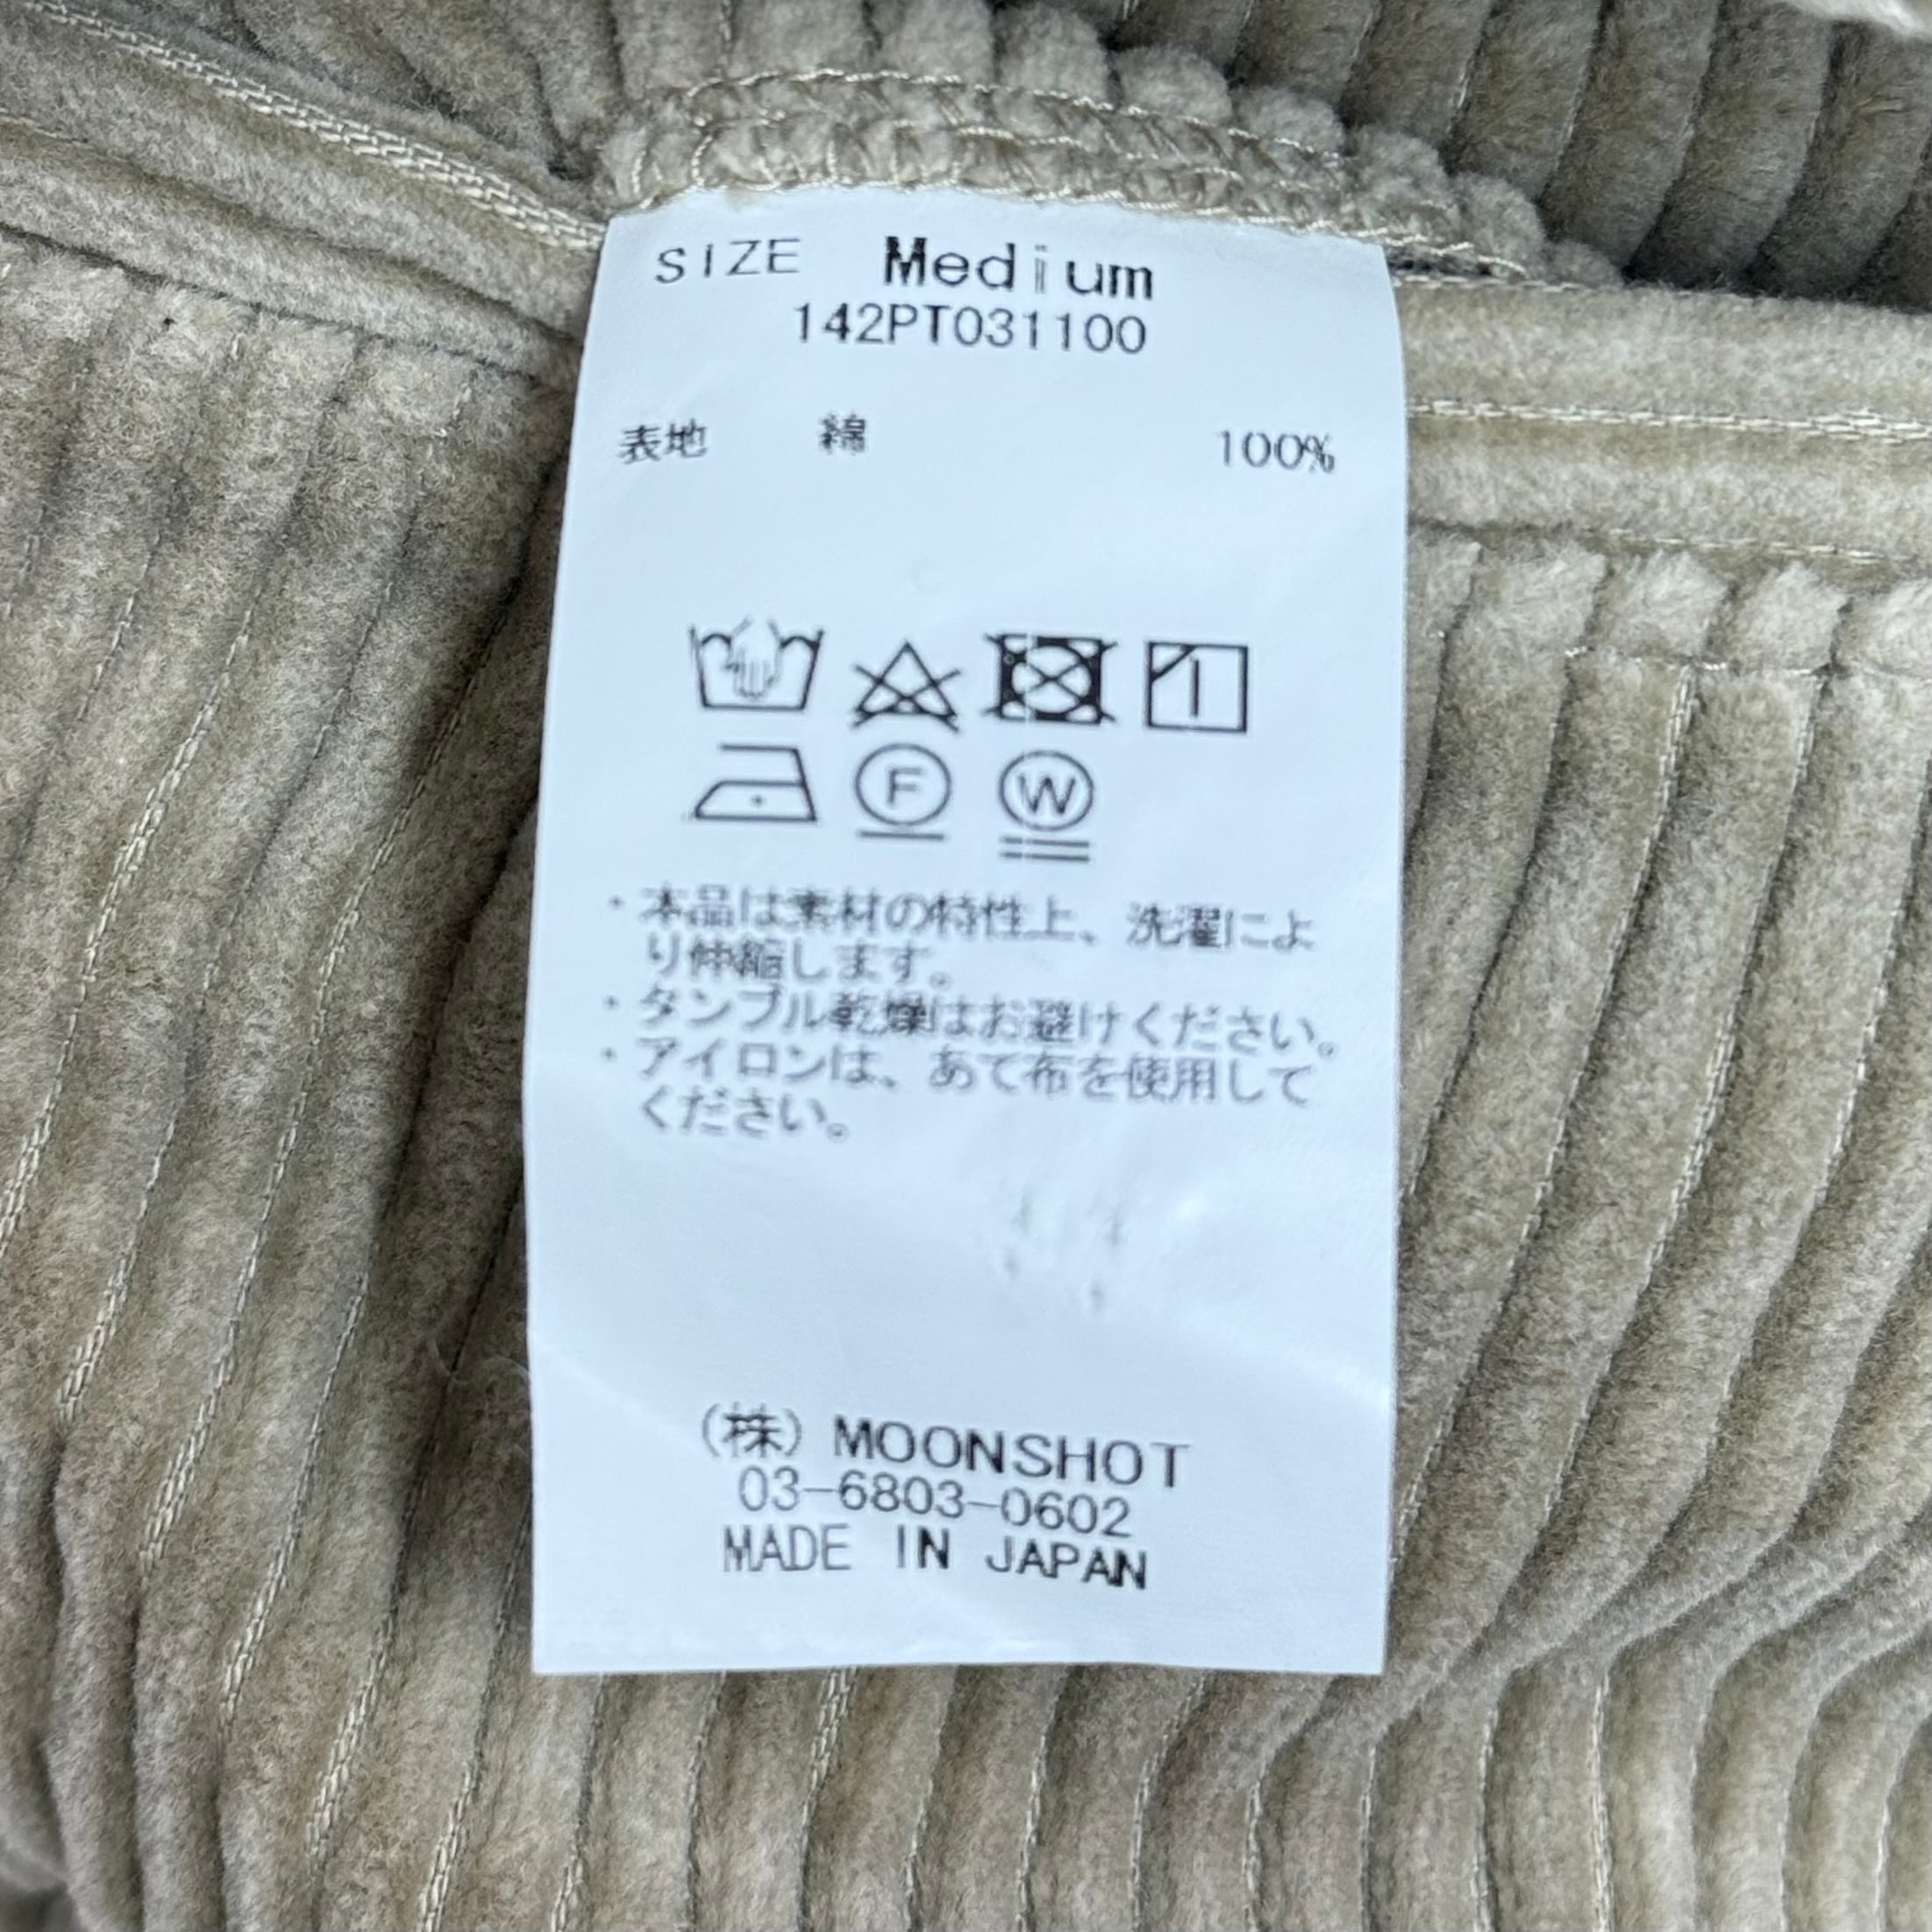 SIZE Medium
142PT031100
表地 綿 100%
F W
・本品は素材の特性上、洗濯によ
り伸縮します。
・タンブル乾燥はお避けください。
・アイロンは、あて布を使用して
ください。
(株) MOONSHOT
03-6803-0602
MADE IN JAPAN